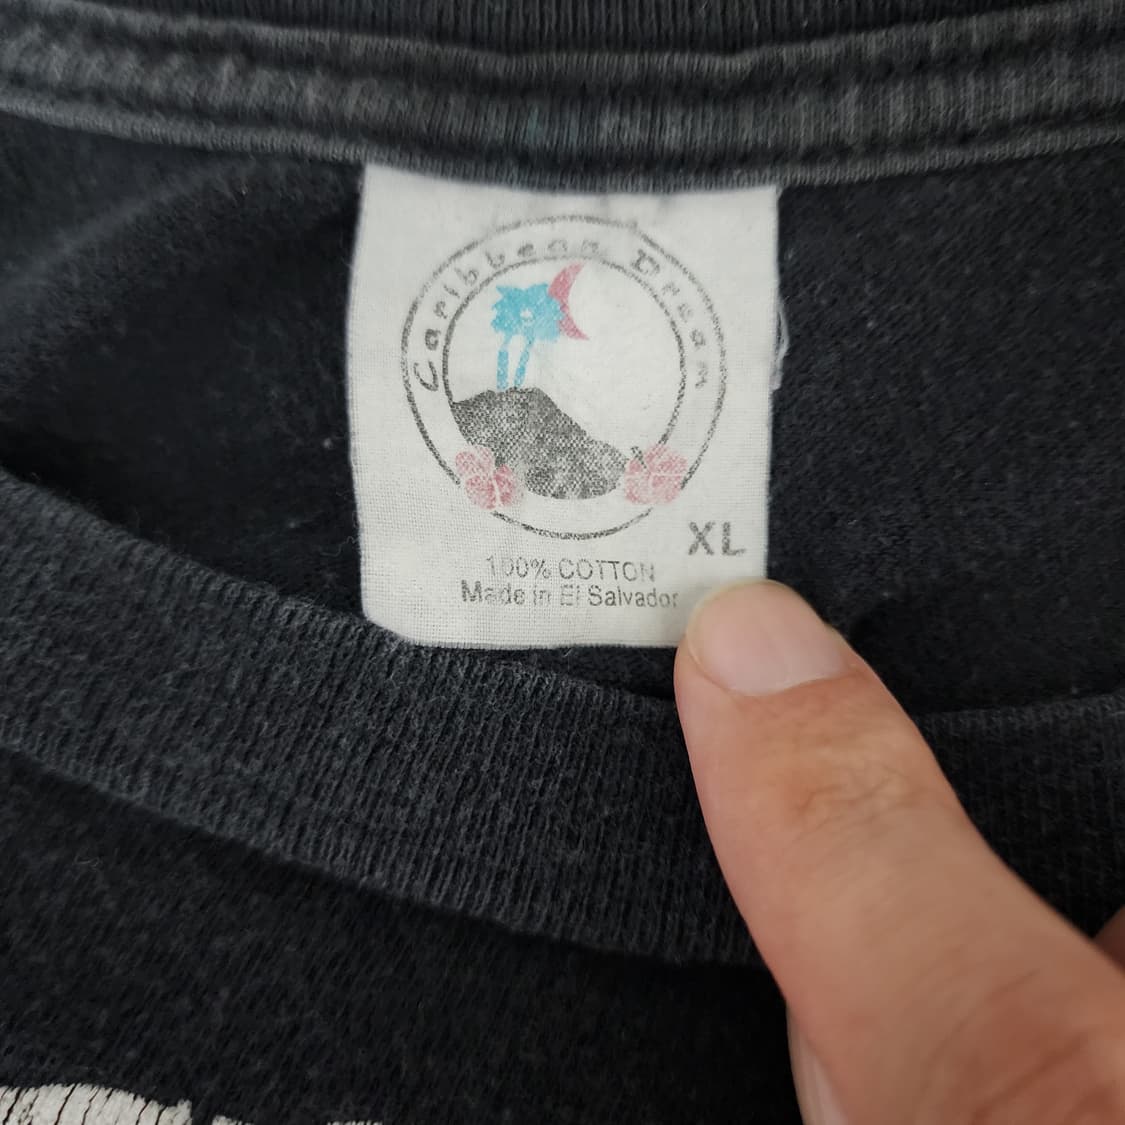 Caribbean Dream
XL
100% COTTON
Made in El Salvador